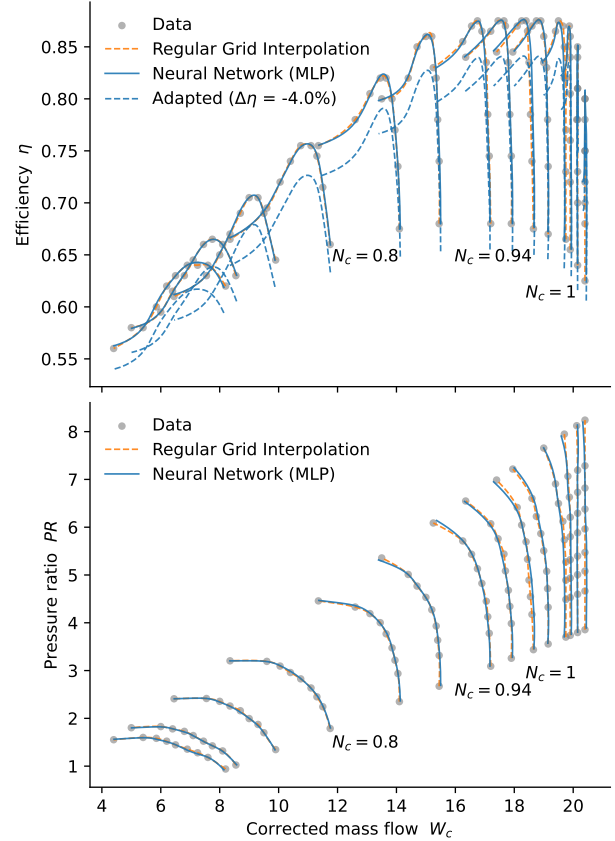 Data
Regular Grid Interpolation
Neural Network (MLP)
Adapted (Δη = -4.0%)
0.85
0.80
0.75
0.70
0.65
0.60
0.55
Efficiency η
N_c = 0.8
N_c = 0.94
N_c = 1
Data
Regular Grid Interpolation
Neural Network (MLP)
8
7
6
5
4
3
2
1
Pressure ratio PR
N_c = 1
N_c = 0.94
N_c = 0.8
4 6 8 10 12 14 16 18 20
Corrected mass flow W_c